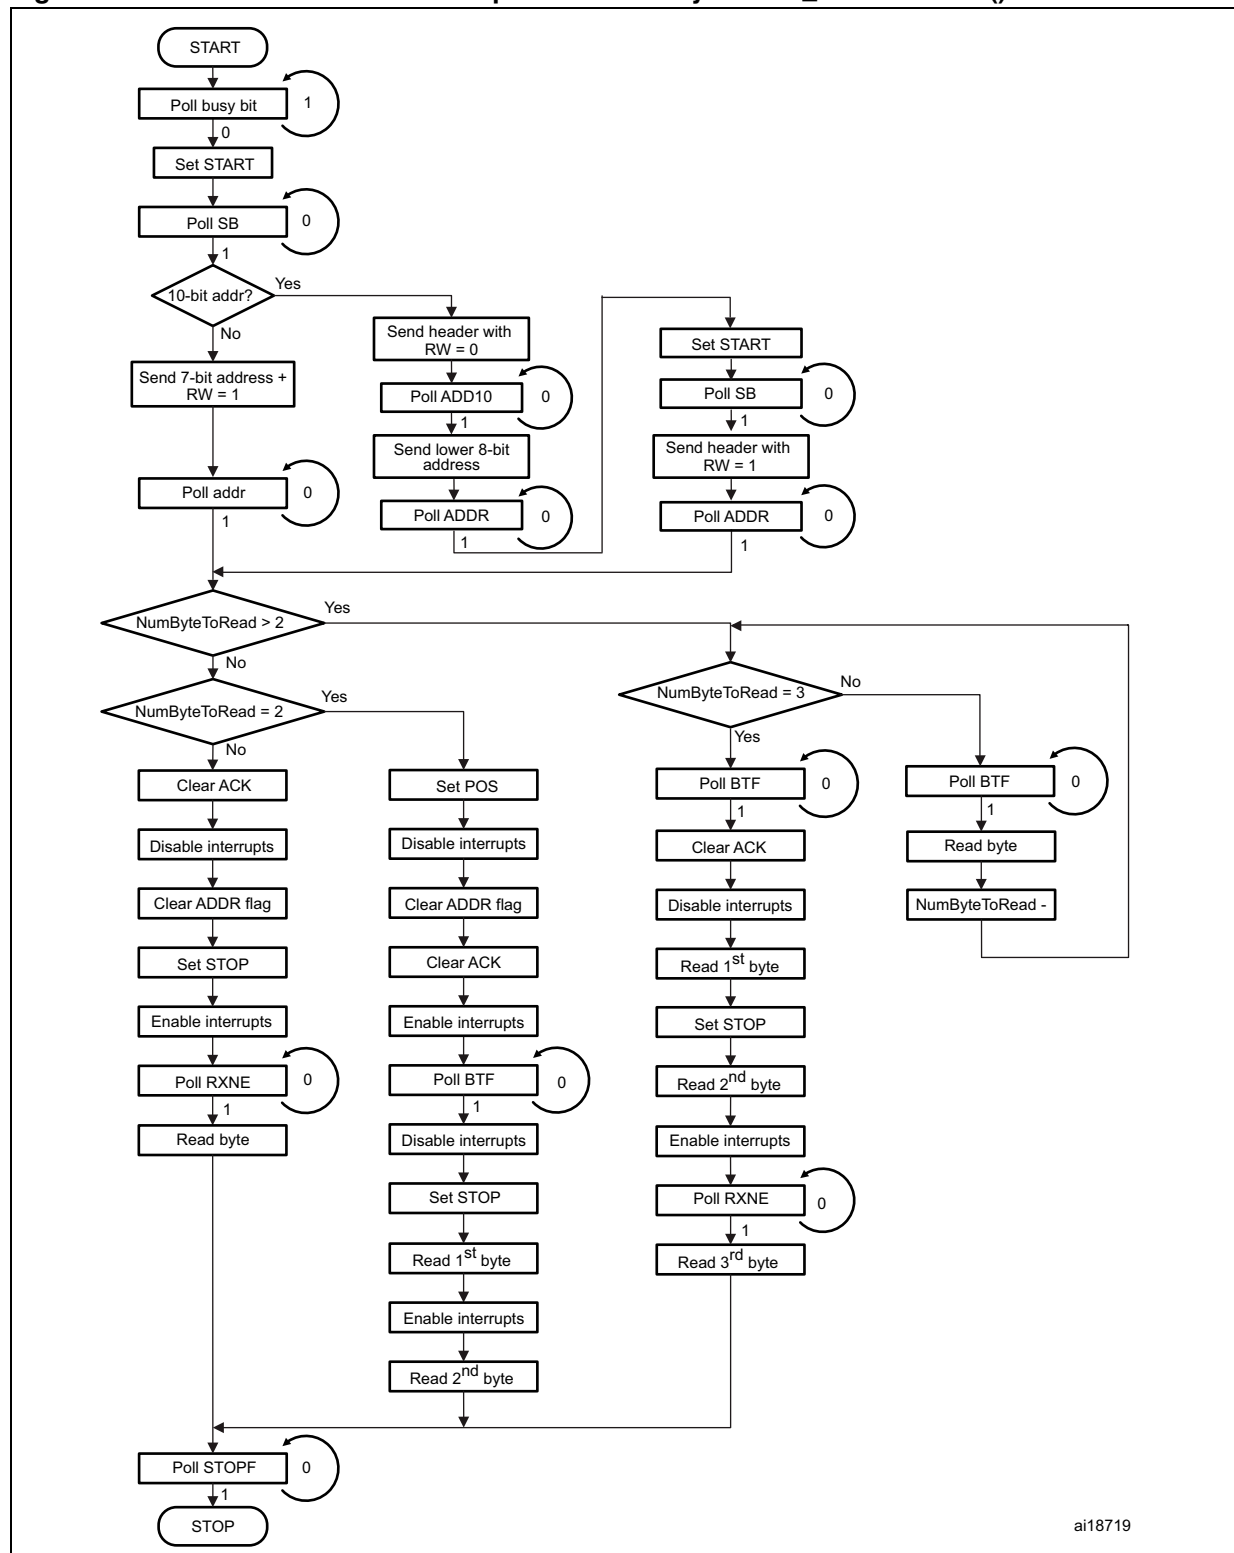 START
Poll busy bit
1
0
Set START
Poll SB
0
1
10-bit addr?
Yes
No
Send 7-bit address +
RW = 1
Poll addr
0
1
Send header with
RW = 0
Poll ADD10
0
1
Send lower 8-bit
address
Poll ADDR
0
1
Set START
Poll SB
0
1
Send header with
RW = 1
Poll ADDR
0
1
NumByteToRead > 2
Yes
No
NumByteToRead = 2
Yes
No
Clear ACK
Disable interrupts
Clear ADDR flag
Set STOP
Enable interrupts
Poll RXNE
0
1
Read byte
Set POS
Disable interrupts
Clear ADDR flag
Clear ACK
Enable interrupts
Poll BTF
0
1
Disable interrupts
Set STOP
Read 1st byte
Enable interrupts
Read 2nd byte
NumByteToRead = 3
No
Yes
Poll BTF
0
1
Clear ACK
Disable interrupts
Read 1st byte
Set STOP
Read 2nd byte
Enable interrupts
Poll RXNE
0
1
Read 3rd byte
Poll BTF
0
1
Read byte
NumByteToRead -
Poll STOPF
0
1
STOP
ai18719